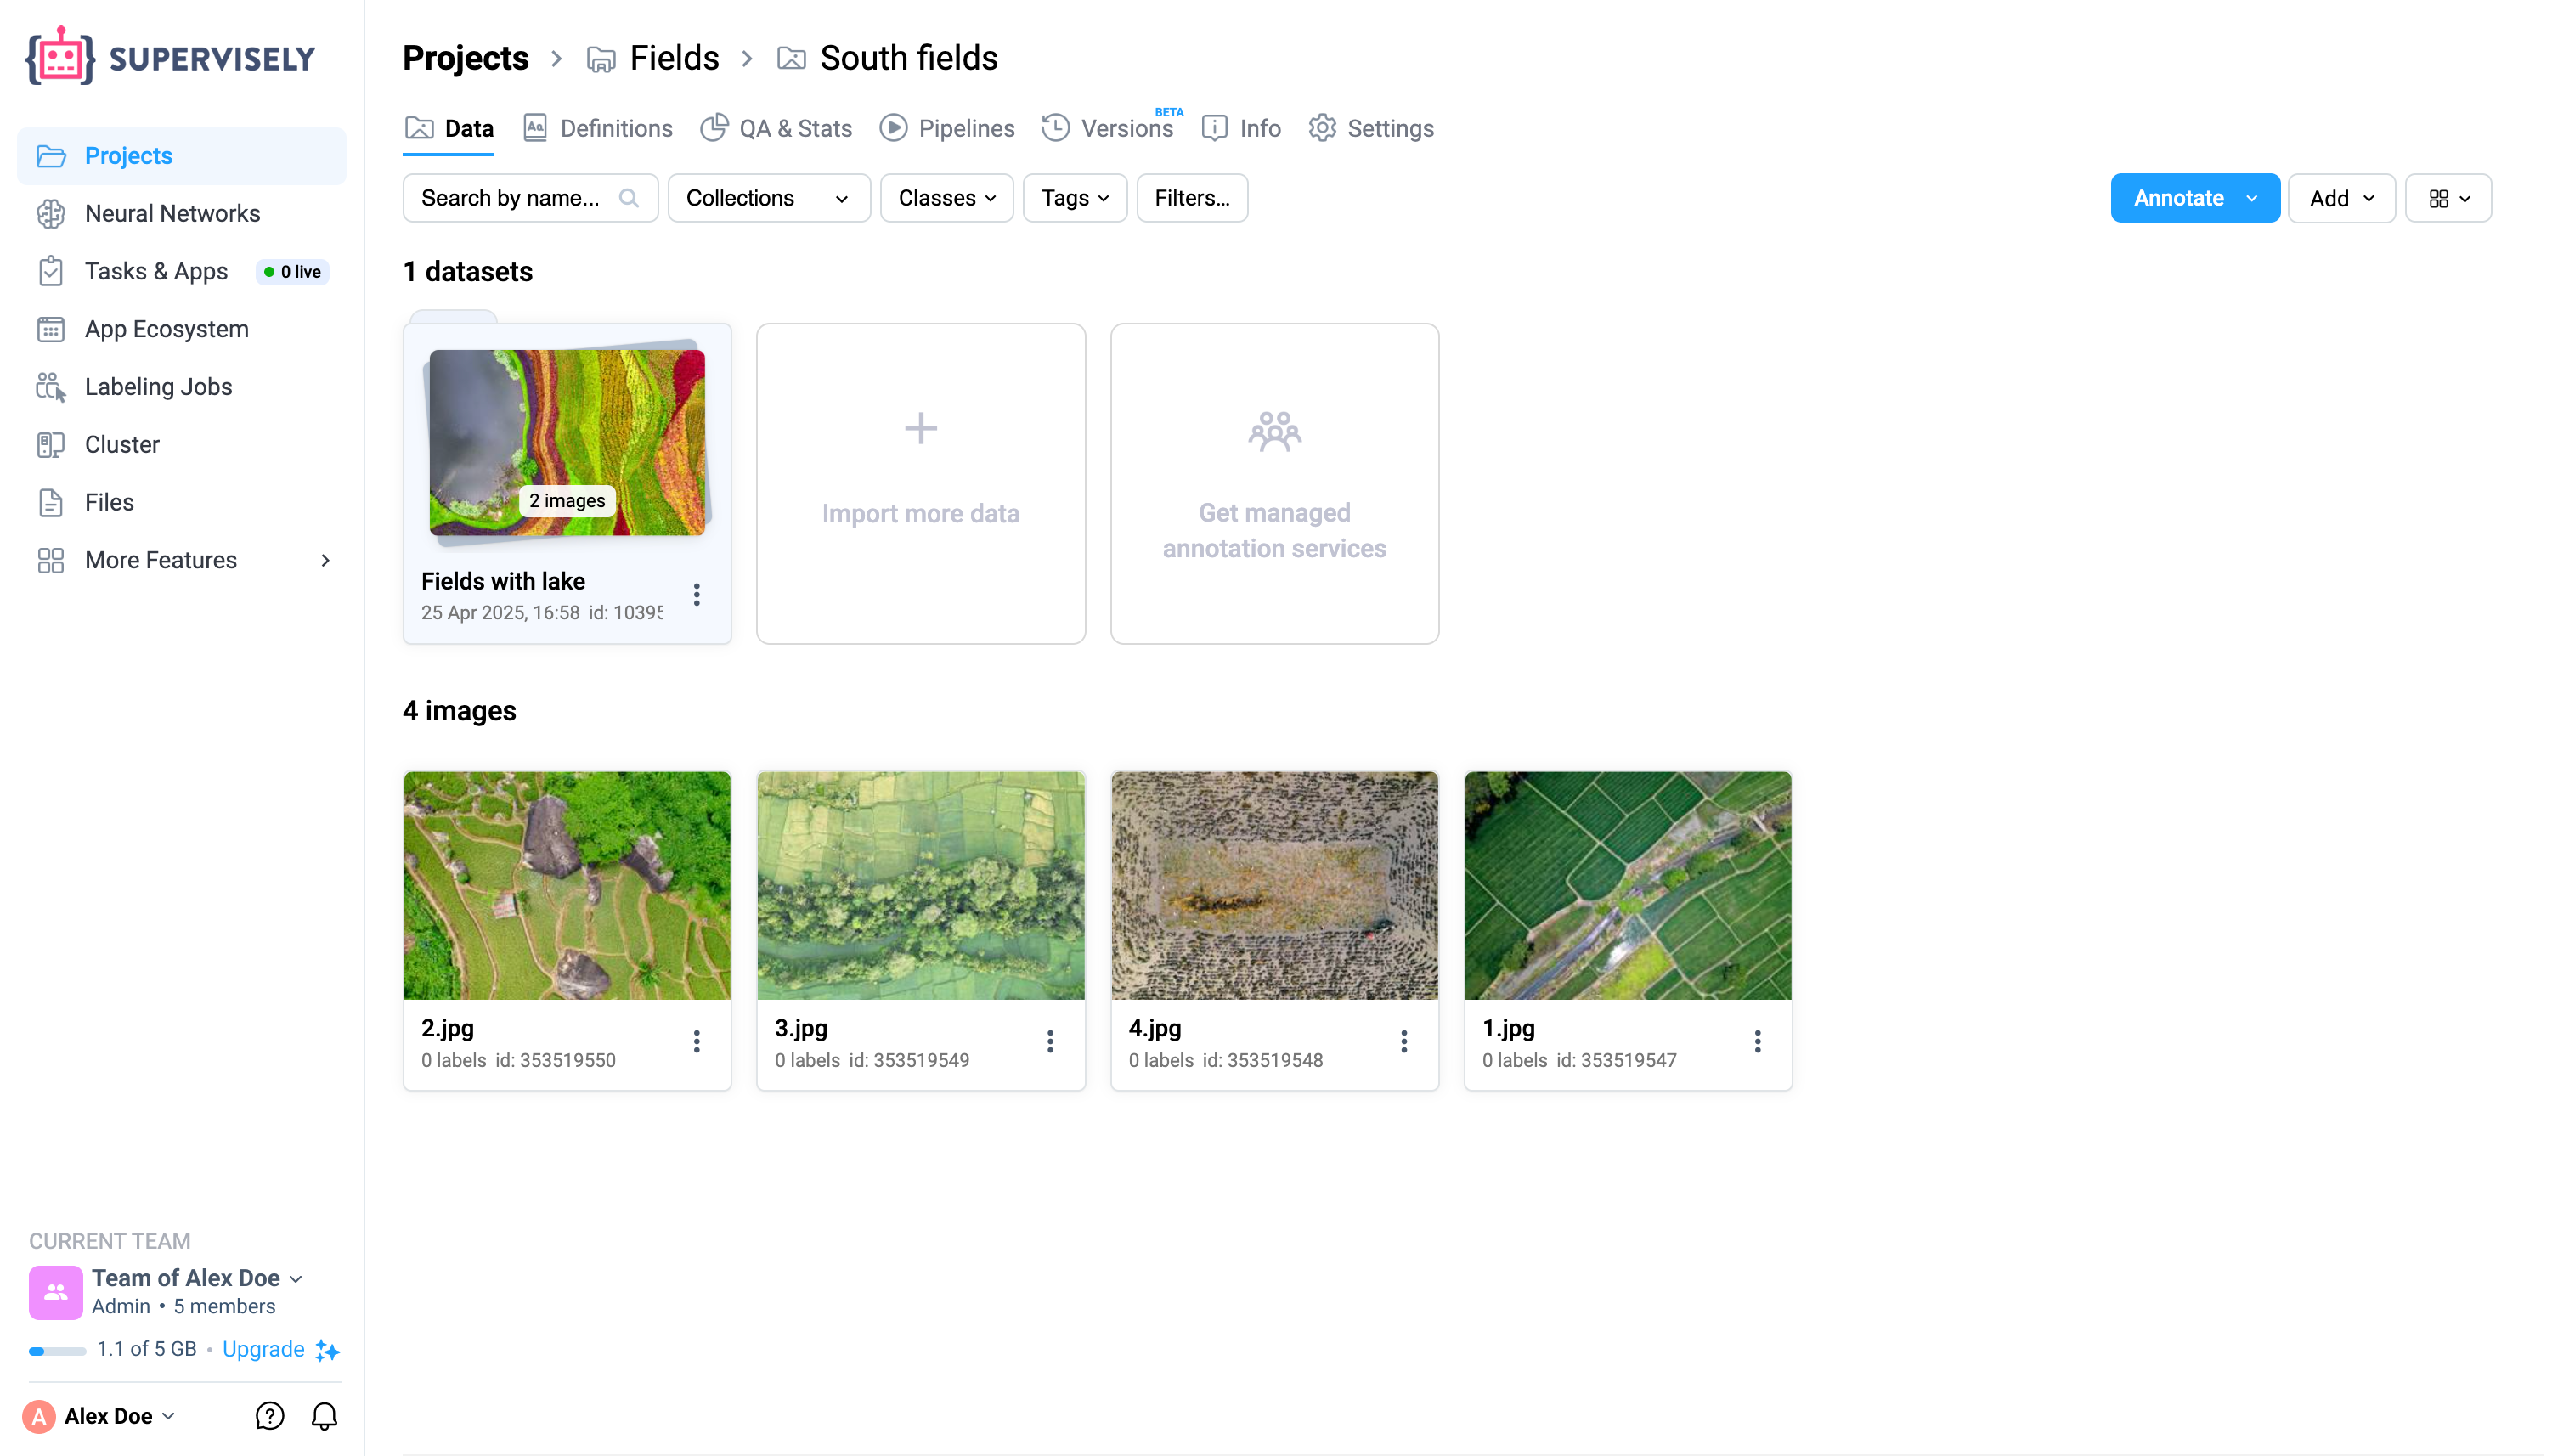 SUPERVISELY
Projects
Neural Networks
Tasks & Apps 0 live
App Ecosystem
Labeling Jobs
Cluster
Files
More Features
CURRENT TEAM
Team of Alex Doe
Admin • 5 members
1.1 of 5 GB • Upgrade
A Alex Doe
Projects > Fields > South fields
Data Definitions QA & Stats Pipelines Versions BETA Info Settings
Search by name... Collections Classes Tags Filters... Annotate Add
1 datasets
2 images
Fields with lake
25 Apr 2025, 16:58 id: 10395
Import more data
Get managed
annotation services
4 images
2.jpg
0 labels id: 353519550
3.jpg
0 labels id: 353519549
4.jpg
0 labels id: 353519548
1.jpg
0 labels id: 353519547